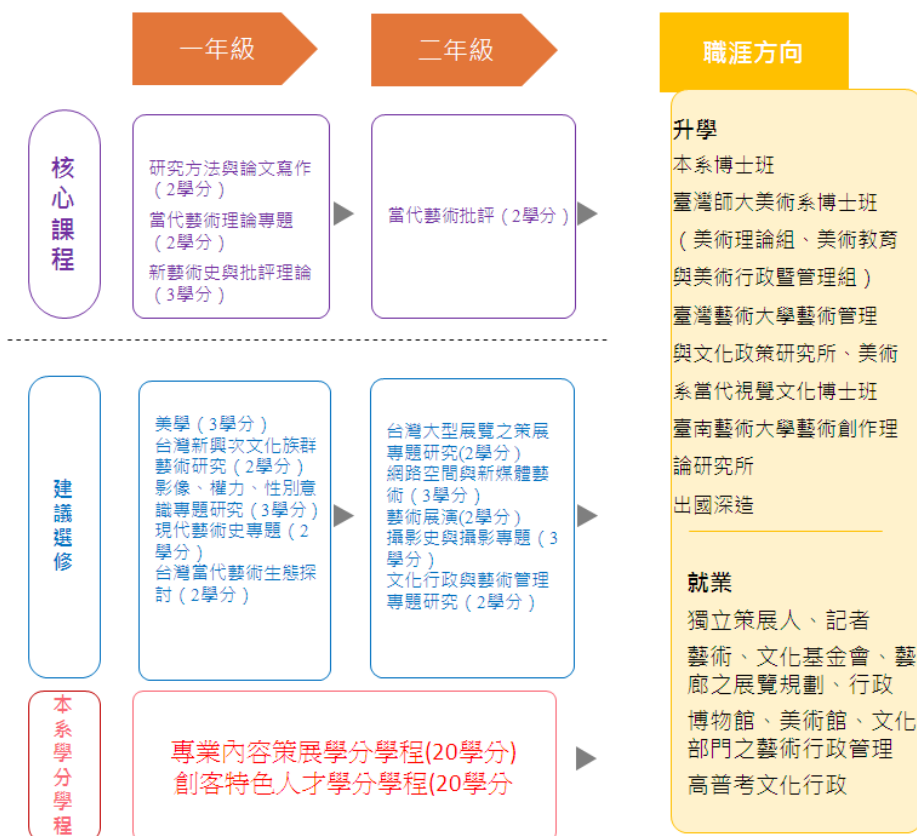 一年級
二年級
職涯方向
核
心
課
程
研究方法與論文寫作
(2學分)
當代藝術理論專題
(2學分)
新藝術史與批評理論
(3學分)
當代藝術批評(2學分)
建
議
選
修
美學(3學分)
台灣新興次文化族群
藝術研究(2學分)
影像、權力、性別意
識專題研究(3學分)
現代藝術史專題(2
學分)
台灣當代藝術生態探
討(2學分)
台灣大型展覽之策展
專題研究(2學分)
網路空間與新媒體藝
術(3學分)
藝術展演(2學分)
攝影史與攝影專題(3
學分)
文化行政與藝術管理
專題研究(2學分)
本
系
學
分
學
程
專業內容策展學分學程(20學分)
創客特色人才學分學程(20學分
升學
本系博士班
臺灣師大美術系博士班
(美術理論組、美術教育
與美術行政暨管理組)
臺灣藝術大學藝術管理
與文化政策研究所、美術
系當代視覺文化博士班
臺南藝術大學藝術創作理
論研究所
出國深造
就業
獨立策展人、記者
藝術、文化基金會、藝
廊之展覽規劃、行政
博物館、美術館、文化
部門之藝術行政管理
高普考文化行政